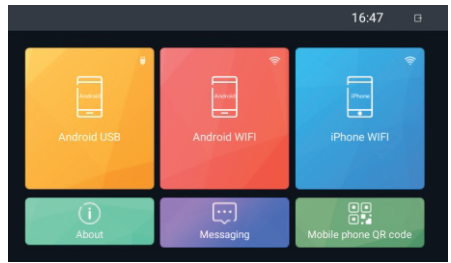 16:47
Android
Android USB
Android
Android WIFI
iPhone
iPhone WIFI
About
Messaging
Mobile phone QR code